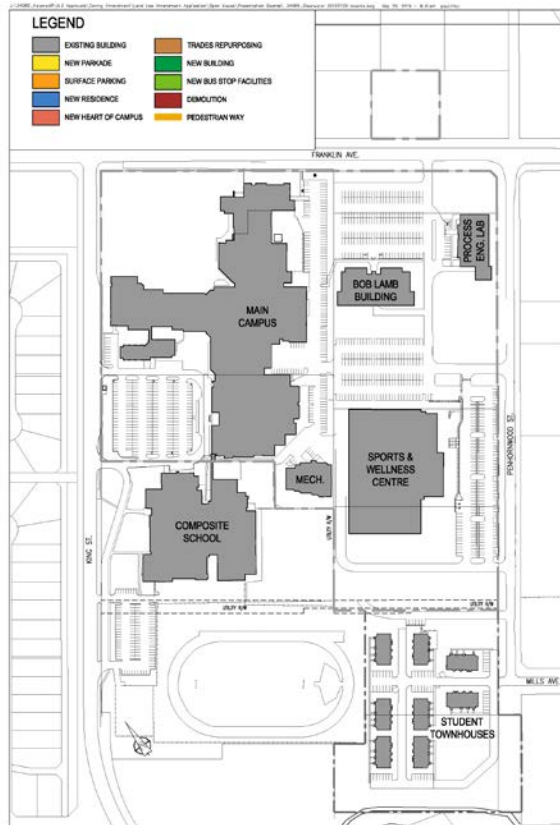 LEGEND
EXISTING BUILDING
TRADES REPURPOSING
NEW PARKADE
NEW BUILDING
SURFACE PARKING
NEW BUS STOP FACILITIES
NEW RESIDENCE
DEMOLITION
NEW HEART OF CAMPUS
PEDESTRIAN WAY
FRANKLIN AVE.
PROCESS
ENG. LAB
BOB LAMB
BUILDING
MAIN
CAMPUS
PENHORNWOOD ST.
SPORTS &
WELLNESS
CENTRE
MECH.
COMPOSITE
SCHOOL
KING ST.
UTILITY R/W
UTILITY R/W
UTILITY R/W
MILLS AVE.
STUDENT
TOWNHOUSES